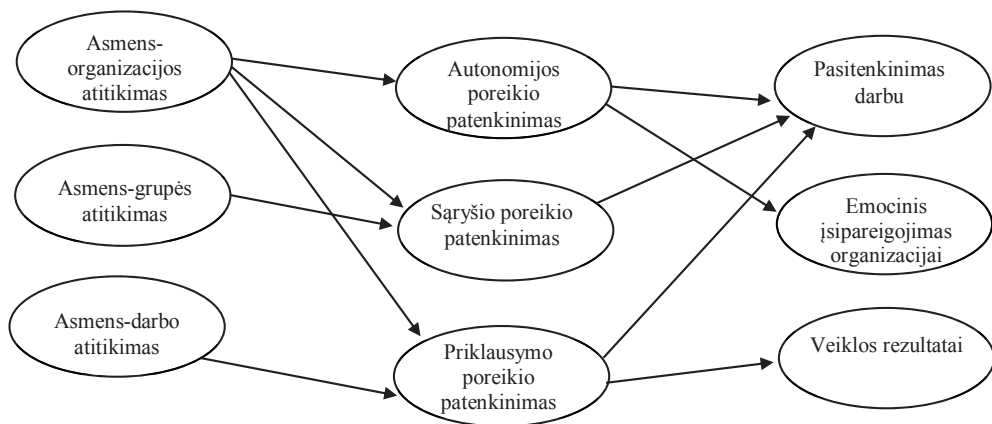 Asmens-
organizacijos
atitikimas
Asmens-grupės
atitikimas
Asmens-darbo
atitikimas
Autonomijos
poreikio
patenkinimas
Sąryšio poreikio
patenkinimas
Priklausymo
poreikio
patenkinimas
Pasitenkinimas
darbu
Emocinis
įsipareigojimas
organizacijai
Veiklos rezultatai